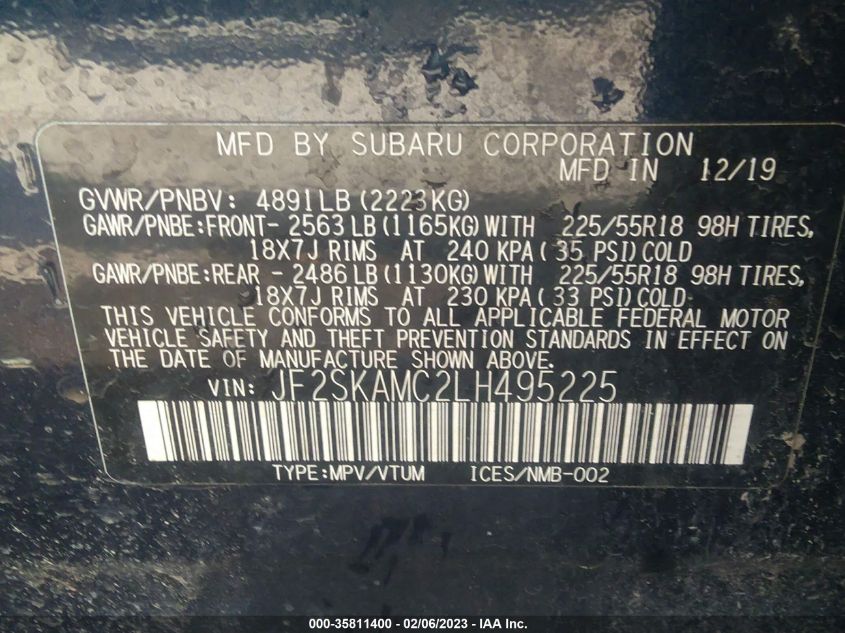 MFD BY SUBARU CORPORATION
MFD IN 12/19
GVWR/PNBV: 4891LB (2223KG)
GAWR/PNBE:FRONT- 2563 LB (1165KG) WITH 225/55R18 98H TIRES,
18X7J RIMS AT 240 KPA( 35 PSI) COLD
GAWR/PNBE:REAR - 2486 LB (1130KG) WITH 225/55R18 98H TIRES,
18X7J RIMS AT 230 KPA( 33 PSI) COLD
THIS VEHICLE CONFORMS TO ALL APPLICABLE FEDERAL MOTOR
VEHICLE SAFETY AND THEFT PREVENTION STANDARDS IN EFFECT ON
THE DATE OF MANUFACTURE SHOWN ABOVE.
VIN: JF2SKAMC2LH495225
TYPE:MPV/VTUM ICES/NMB-002
000-35811400 - 02/06/2023 - IAA Inc.